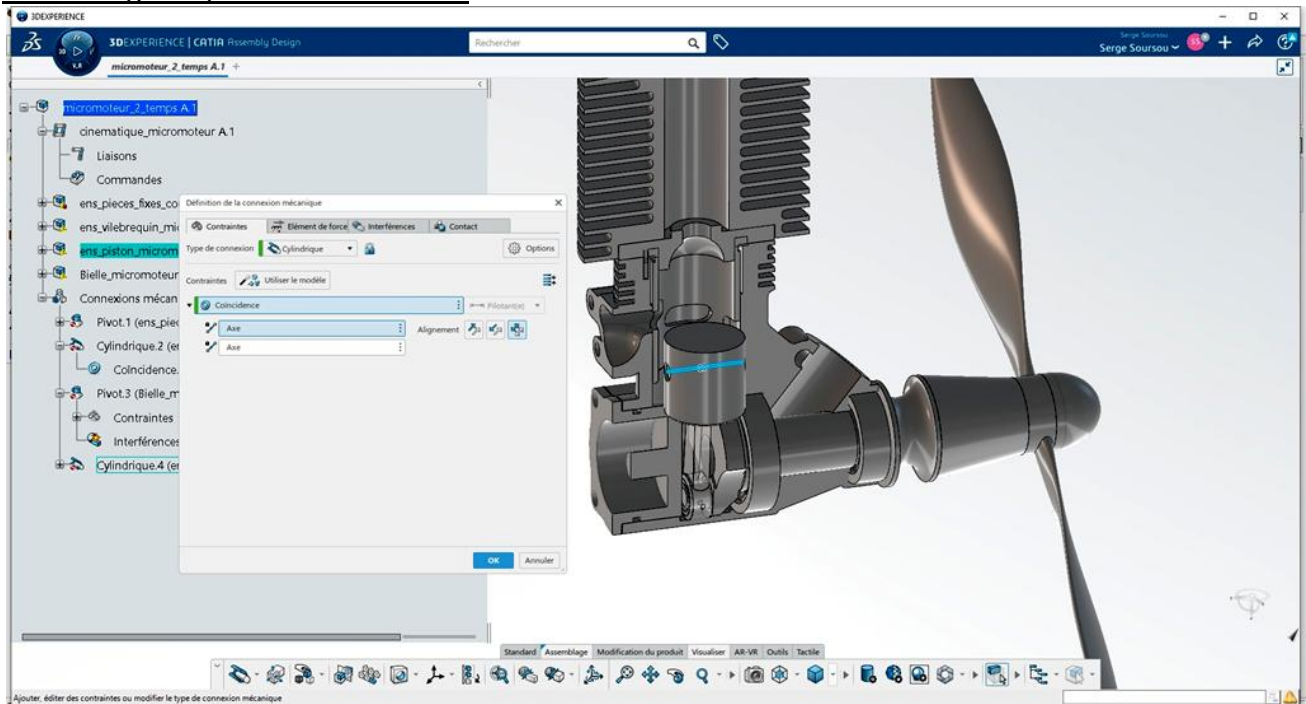 3DEXPERIENCE
3DEXPERIENCE | CATIA Assembly Design
Rechercher
Serge Soursou
Serge Soursou
SS
V.R
micromoteur_2_temps A.1
micromoteur_2_temps A.1
cinematique_micromoteur A.1
Liaisons
Commandes
ens_pieces_fixes_co
ens_vilebrequin_mi
ens_piston_microm
Bielle_micromoteur
Connexions mécan
Pivot.1 (ens_piec
Cylindrique.2 (er
Coïncidence.
Pivot.3 (Bielle_m
Contraintes
Interférences
Cylindrique.4 (er
Définition de la connexion mécanique
Contraintes Elément de force Interférences Contact
Type de connexion Cylindrique Options
Contraintes Utiliser le modèle
Coïncidence Pilotant(e)
Axe Alignement
Axe
OK Annuler
Standard Assemblage Modification du produit Visualiser AR-VR Outils Tactile
Ajouter, éditer des contraintes ou modifier le type de connexion mécanique